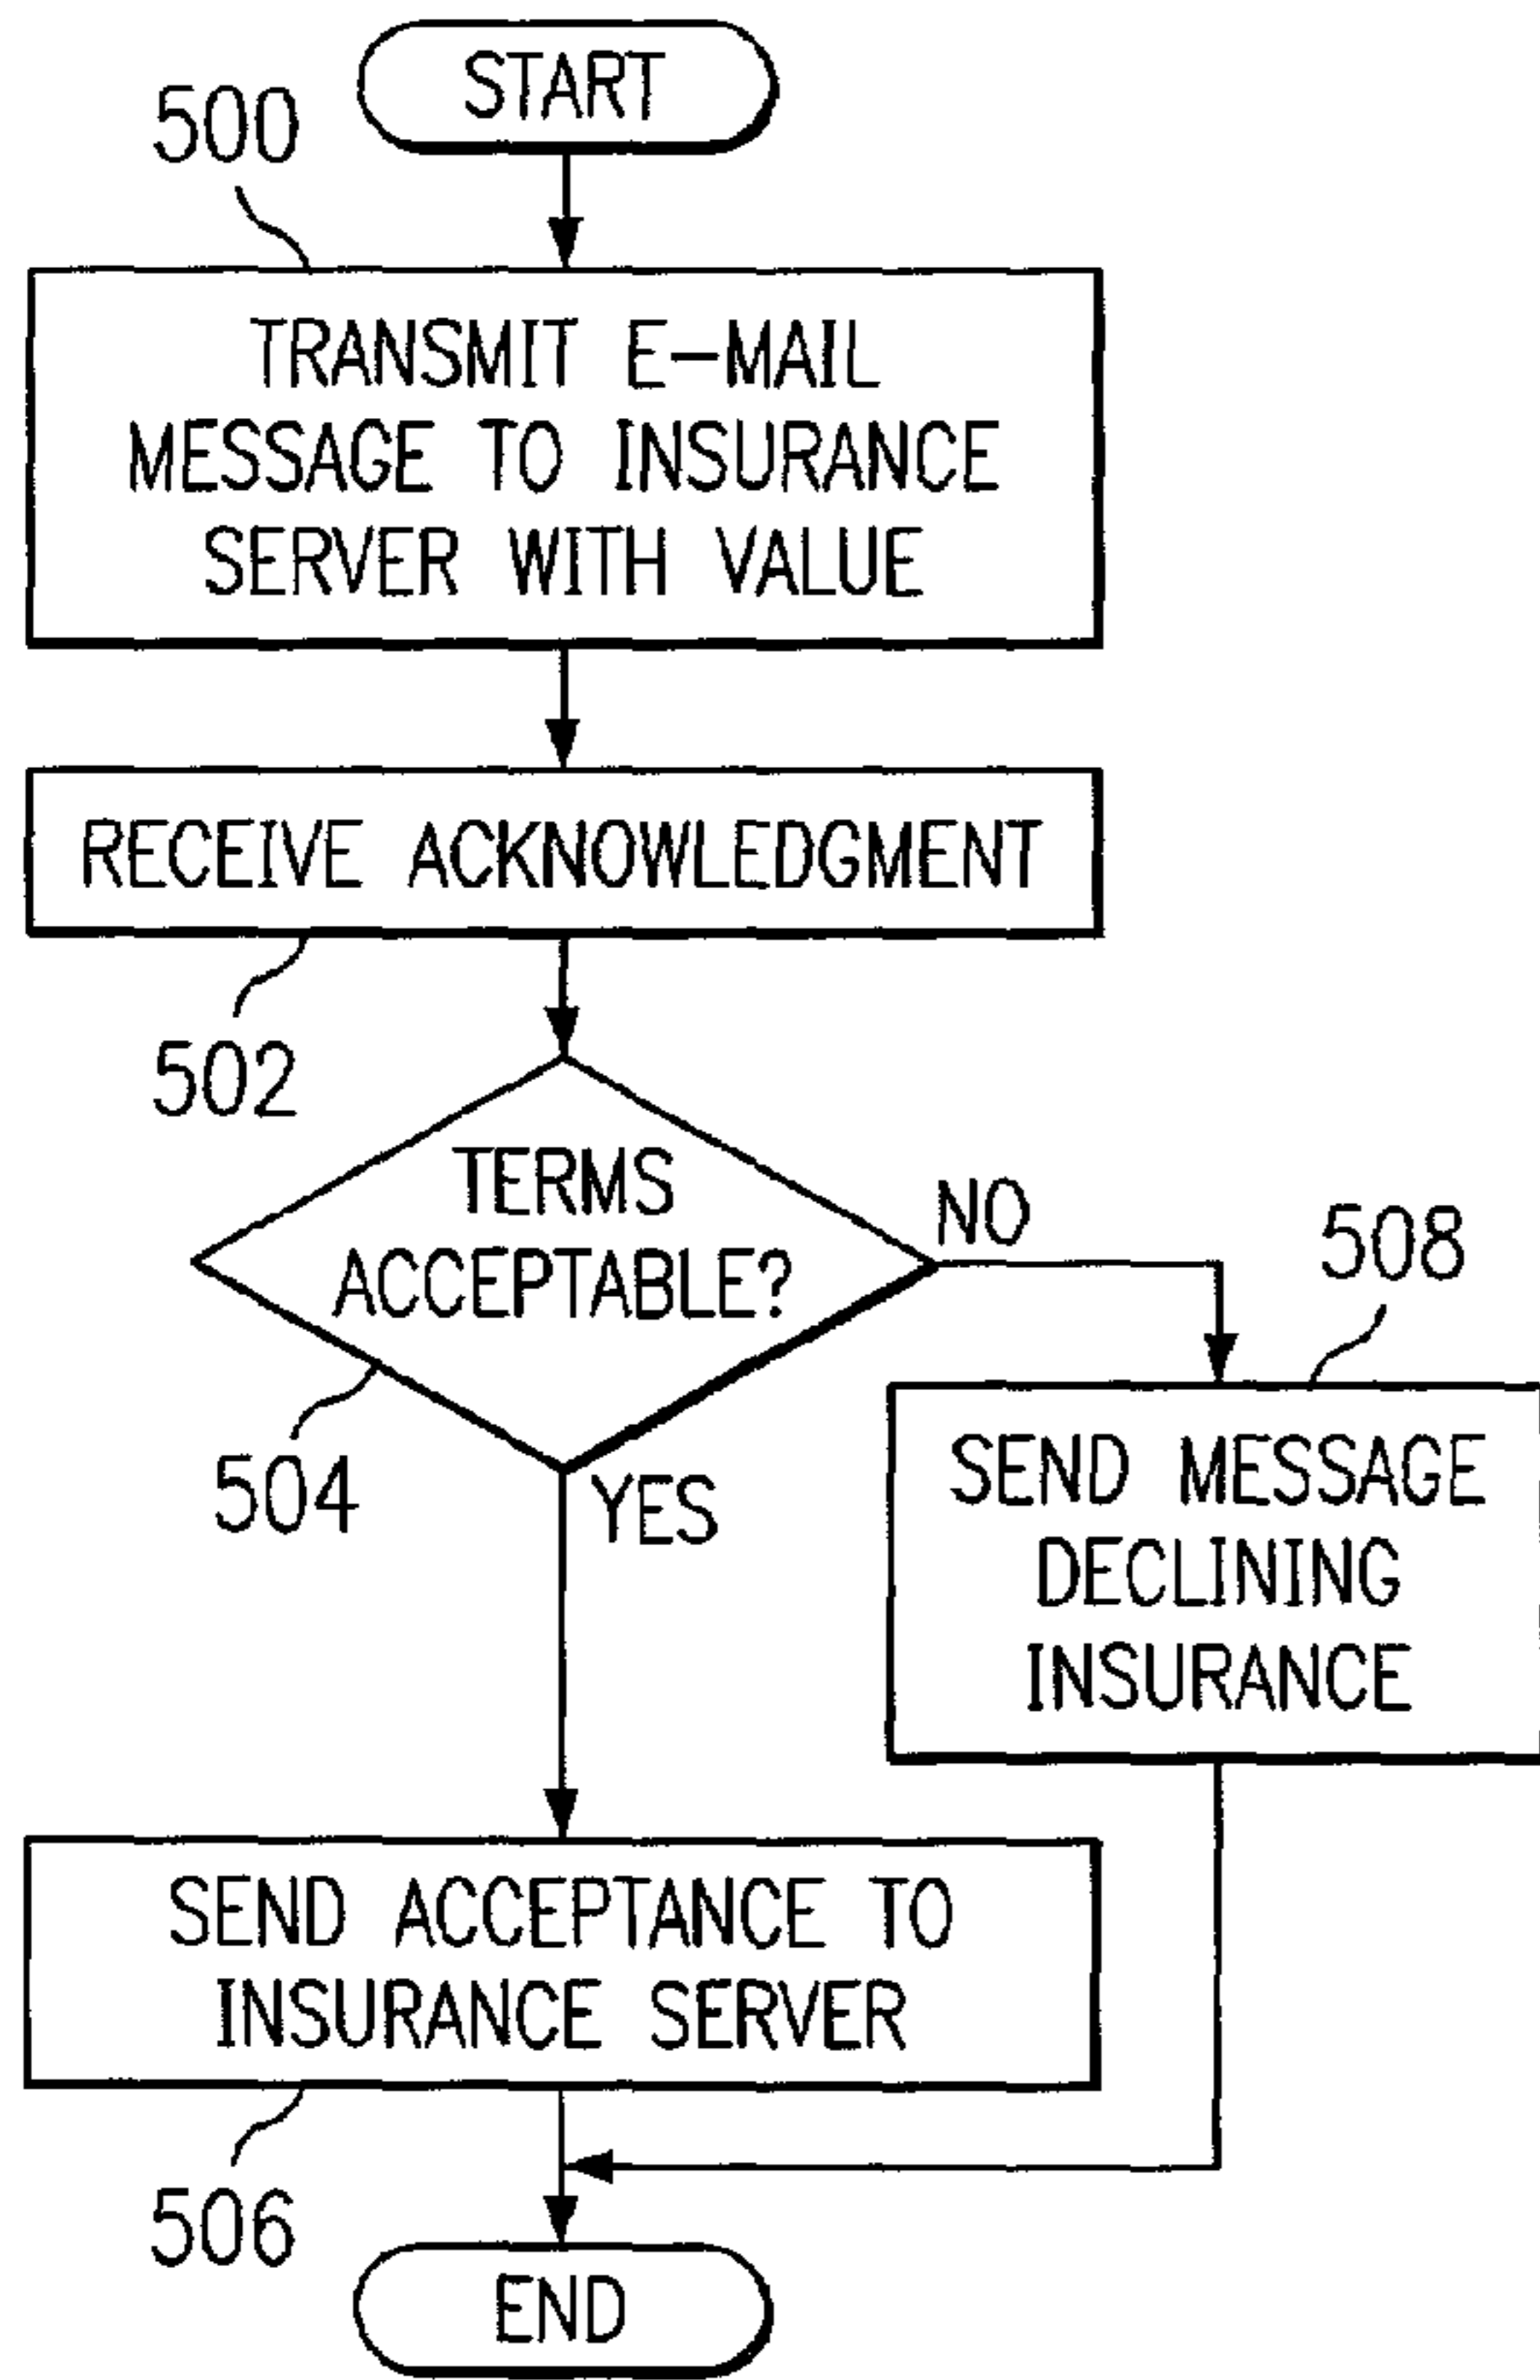 START
500
TRANSMIT E-MAIL
MESSAGE TO INSURANCE
SERVER WITH VALUE
RECEIVE ACKNOWLEDGMENT
502
TERMS
ACCEPTABLE?
NO
508
504
YES
SEND MESSAGE
DECLINING
INSURANCE
SEND ACCEPTANCE TO
INSURANCE SERVER
506
END